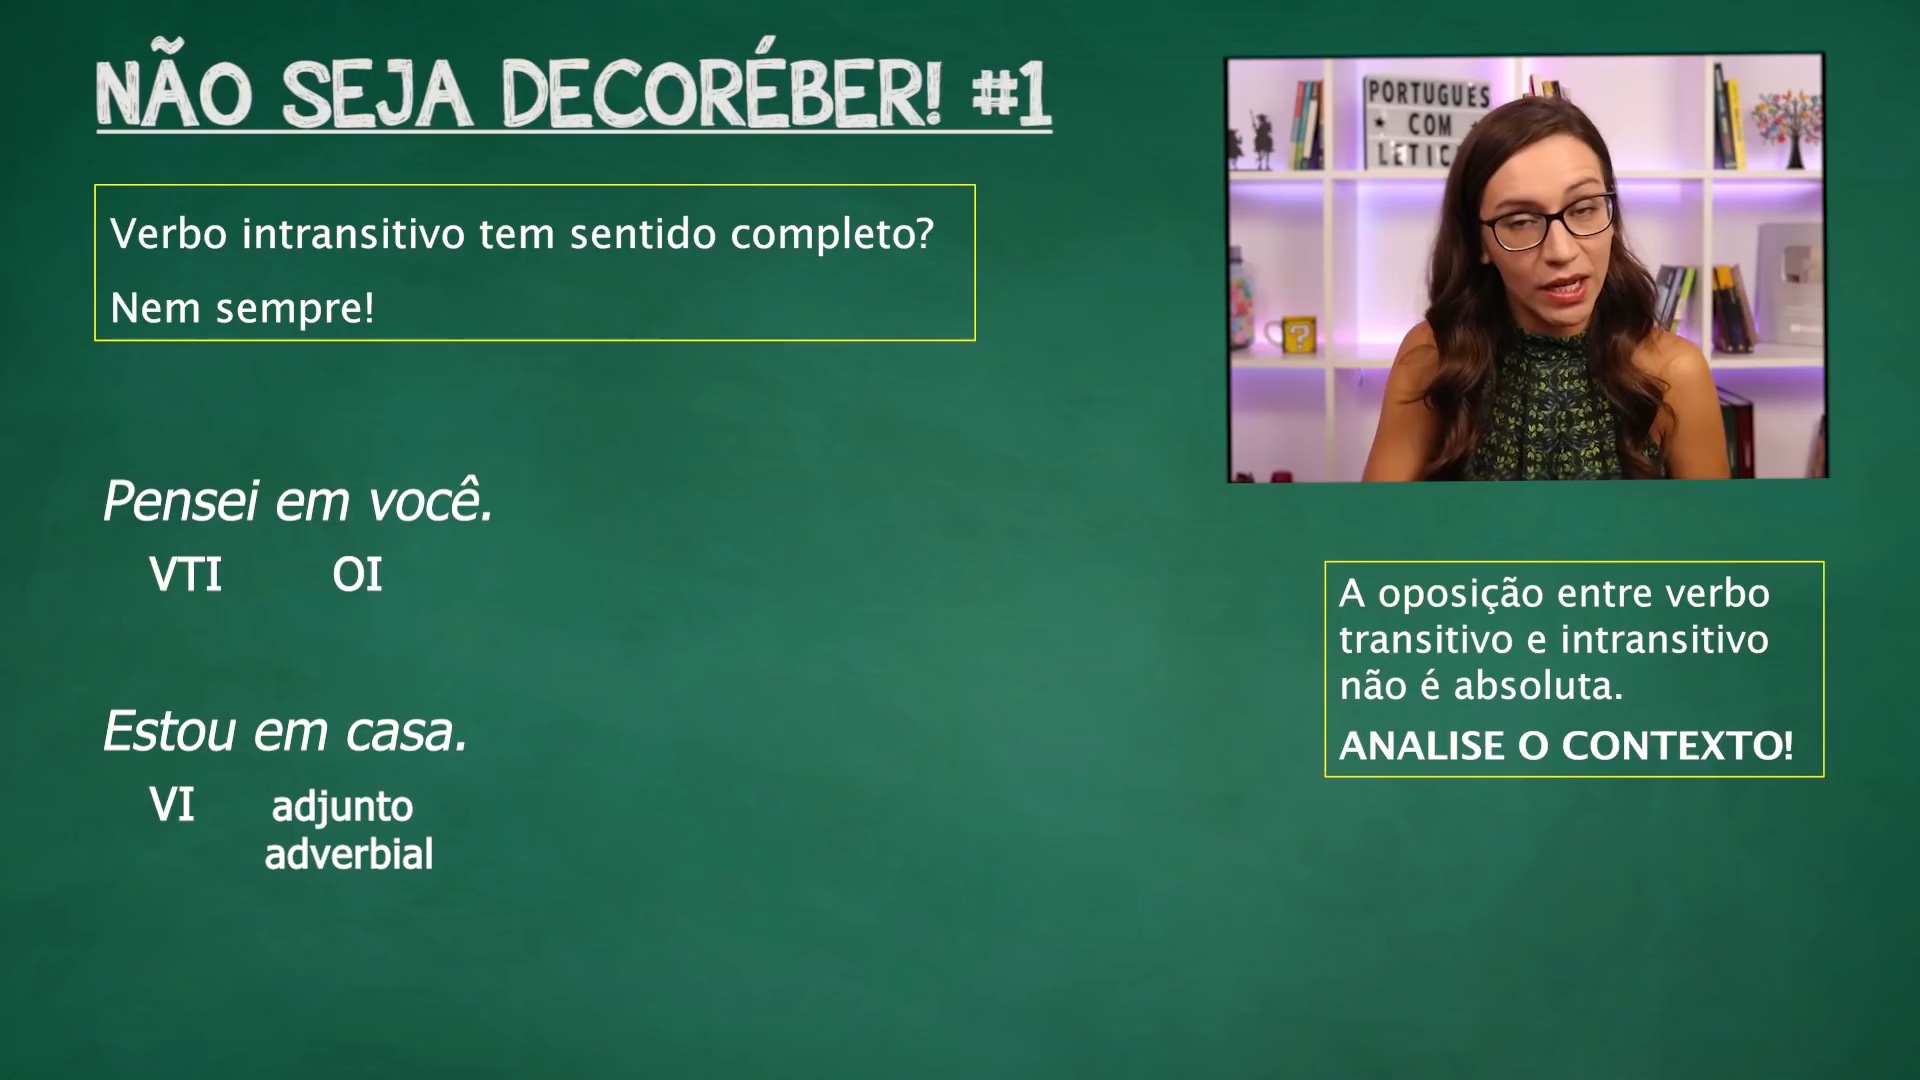 NÃO SEJA DECORÉBER! #1
Verbo intransitivo tem sentido completo?
Nem sempre!
PORTUGUES
COM
LETIC
Pensei em você.
VTI OI
Estou em casa.
VI adjunto
adverbial
A oposição entre verbo
transitivo e intransitivo
não é absoluta.
ANALISE O CONTEXTO!